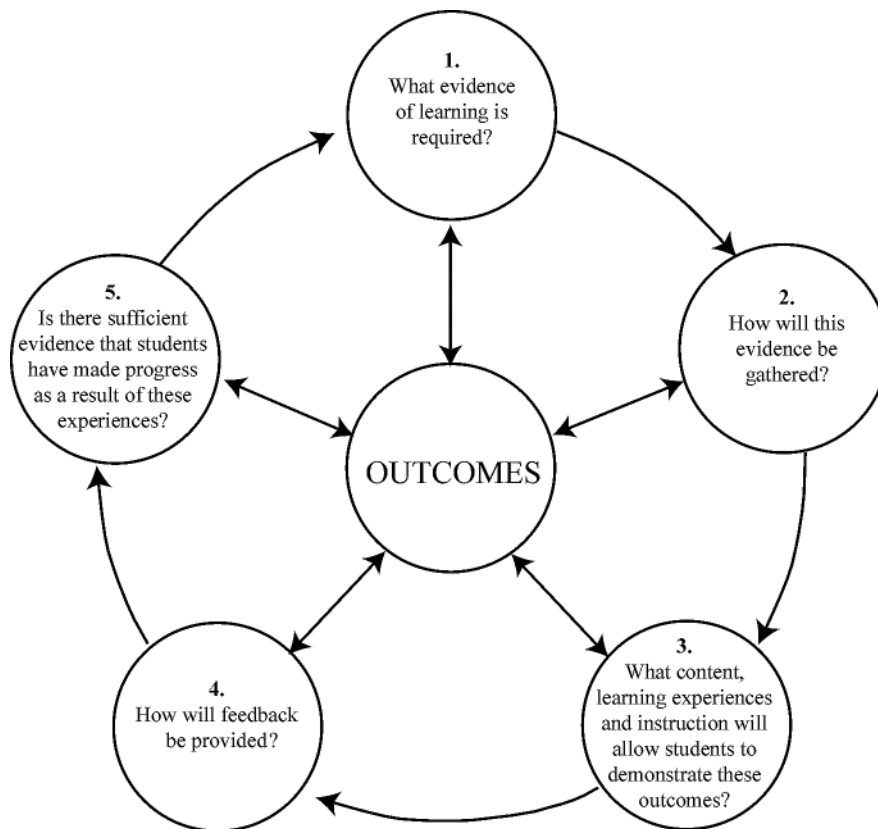 1.
What evidence
of learning is
required?
2.
How will this
evidence be
gathered?
3.
What content,
learning experiences
and instruction will
allow students to
demonstrate these
outcomes?
4.
How will feedback
be provided?
5.
Is there sufficient
evidence that students
have made progress
as a result of these
experiences?
OUTCOMES